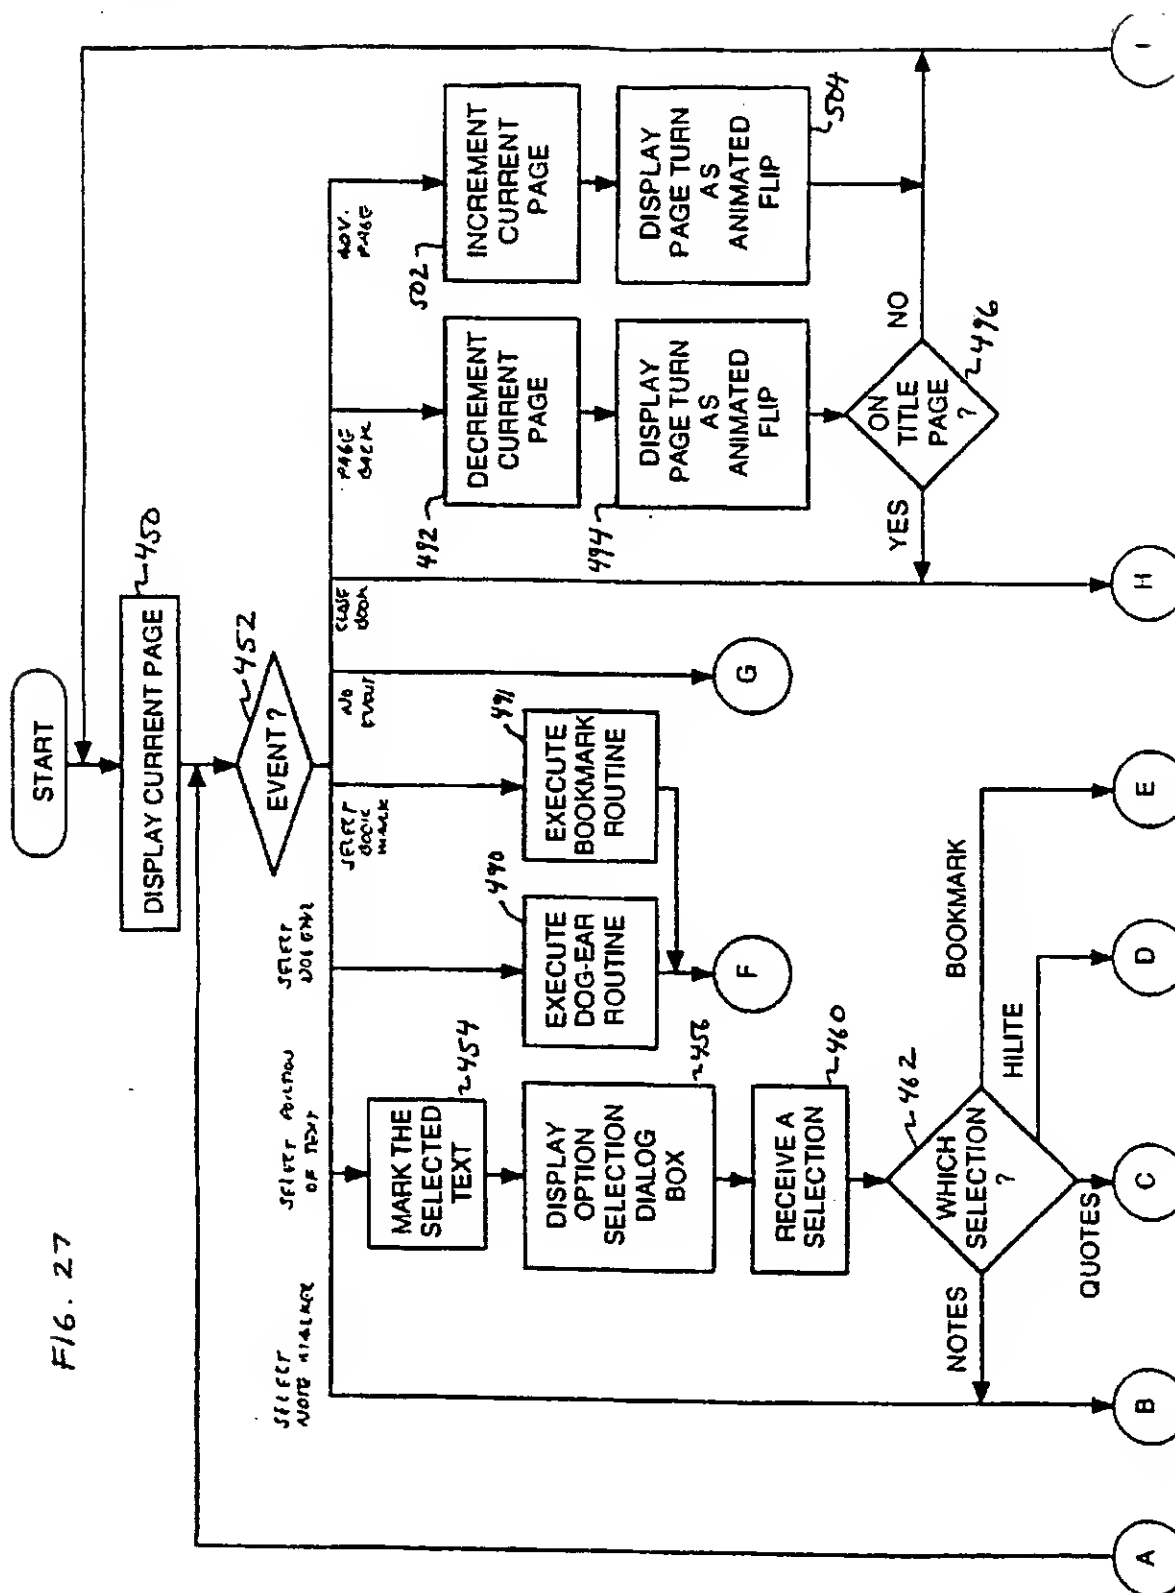 FIG. 27
START
DISPLAY CURRENT PAGE
450
EVENT ?
452
SELECT
NOTE MARKER
SELECT PORTION
OF TEXT
SELECT
DOG EAR
SELECT
BOOK
MARK
NO
EVENT
CLOSE
BOOK
PAGE
BACK
ADV.
PAGE
MARK THE
SELECTED
TEXT
454
DISPLAY
OPTION
SELECTION
DIALOG
BOX
456
RECEIVE A
SELECTION
460
WHICH
SELECTION
?
462
NOTES
QUOTES
HILITE
BOOKMARK
490
EXECUTE
DOG-EAR
ROUTINE
491
EXECUTE
BOOKMARK
ROUTINE
F
G
492
DECREMENT
CURRENT
PAGE
494
DISPLAY
PAGE TURN
AS
ANIMATED
FLIP
ON
TITLE
PAGE
?
496
YES
NO
502
INCREMENT
CURRENT
PAGE
DISPLAY
PAGE TURN
AS
ANIMATED
FLIP
504
A
B
C
D
E
H
I